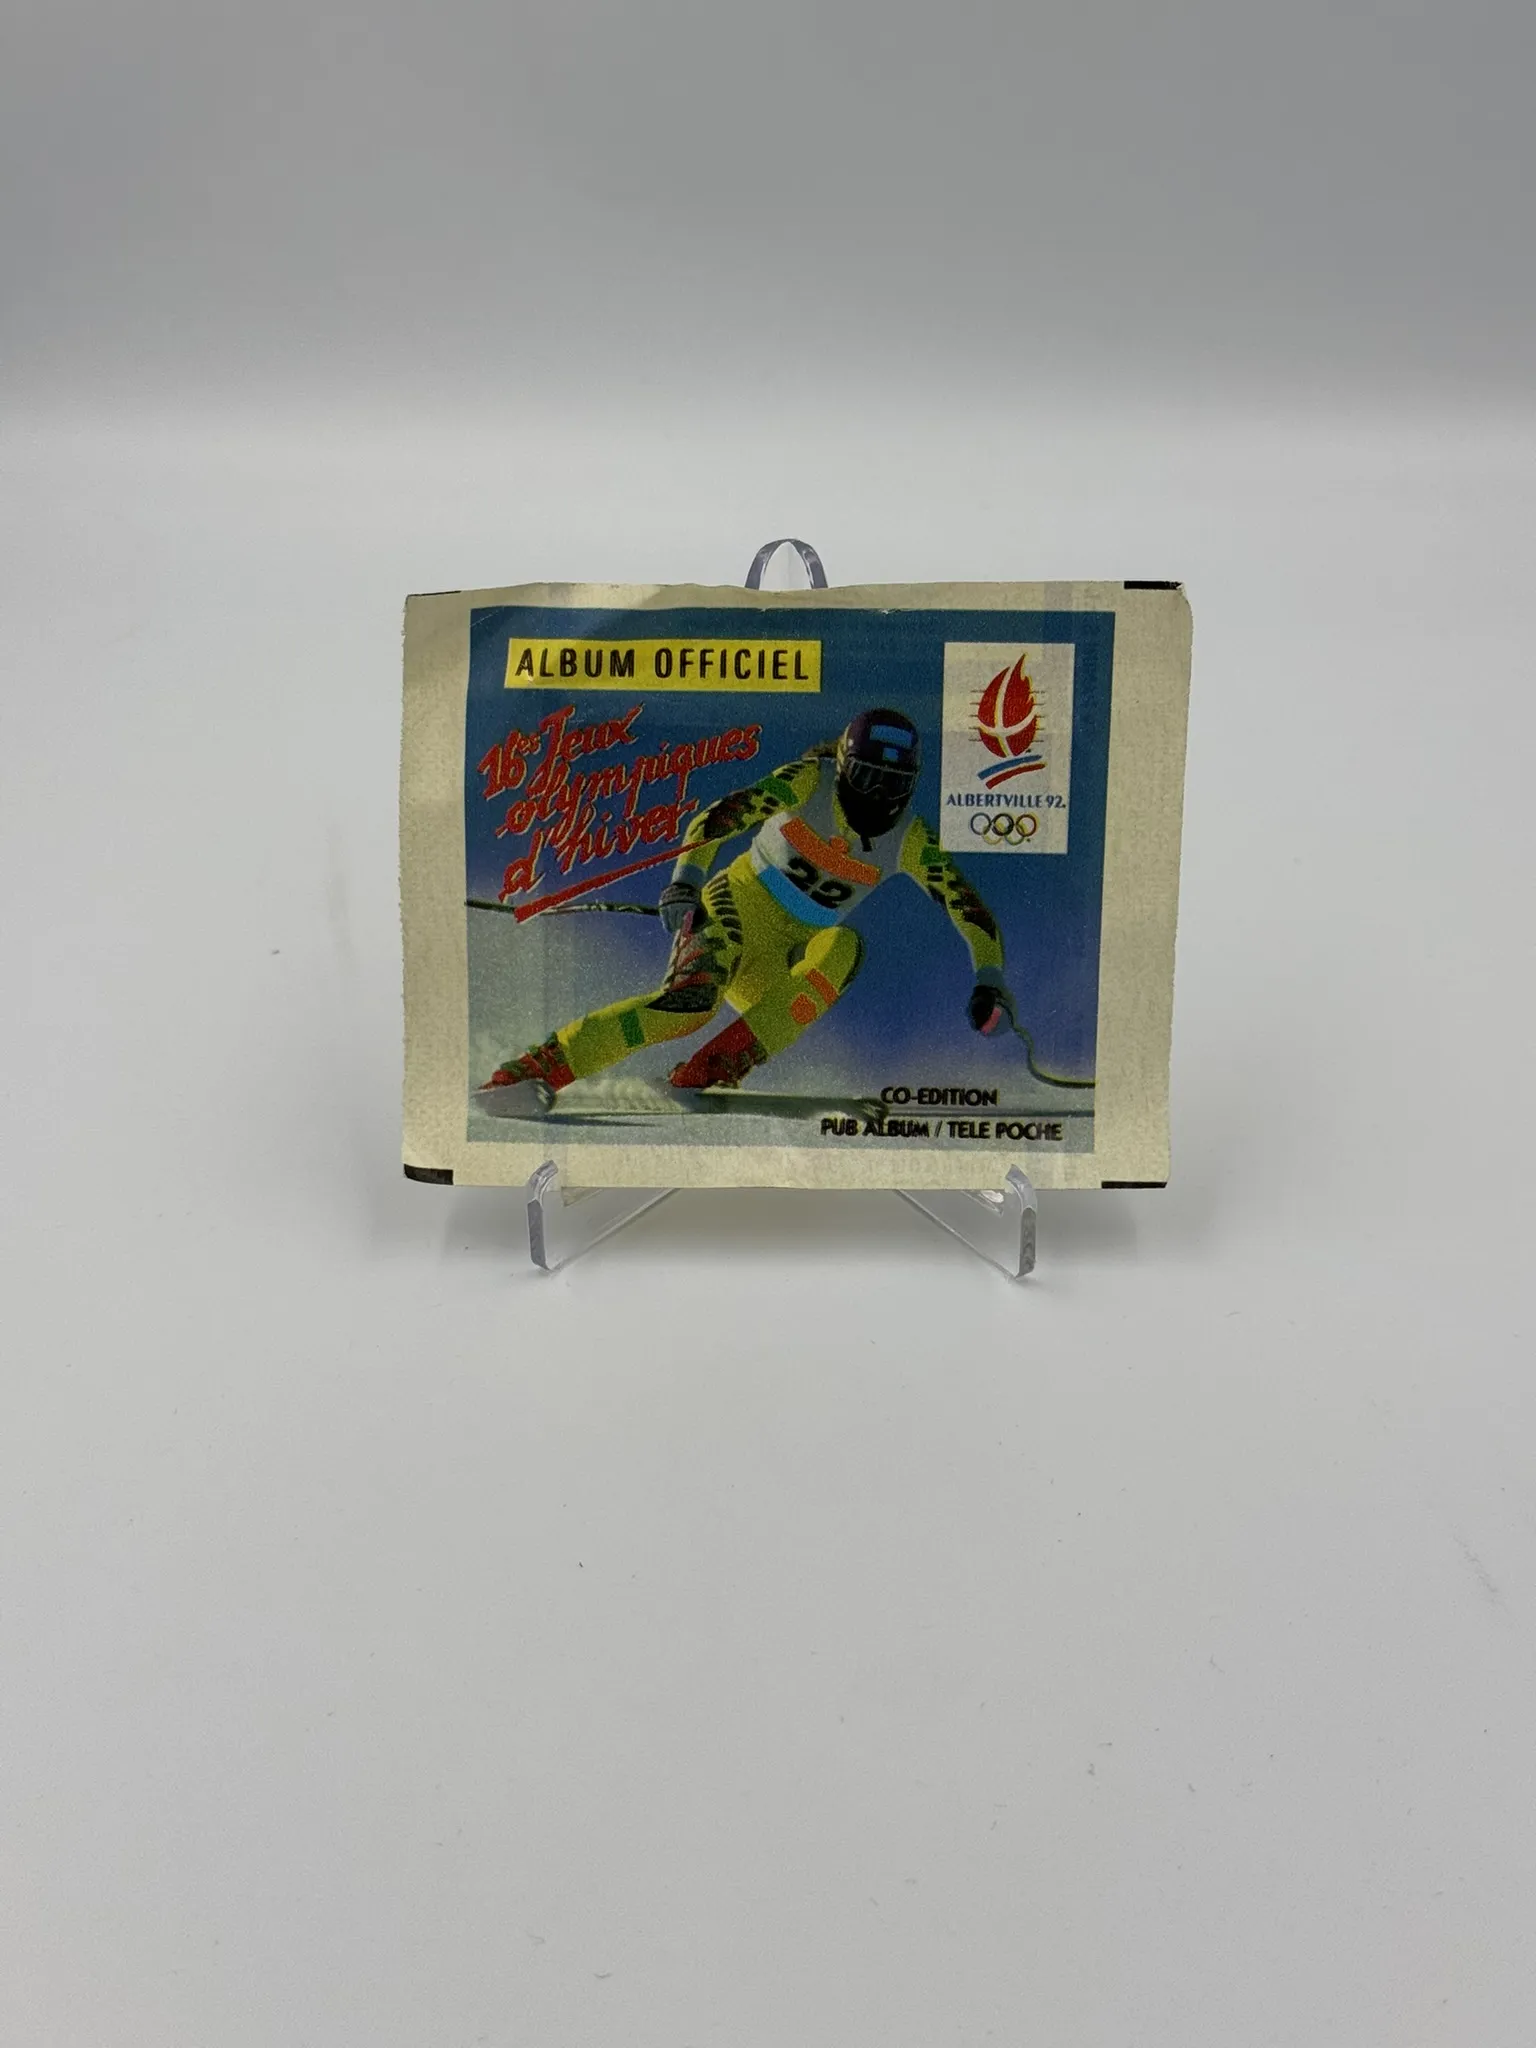 ALBUM OFFICIEL
16es Jeux
olympiques
d'hiver
ALBERTVILLE 92.
22
CO-EDITION
PUB ALBUM / TELE POCHE